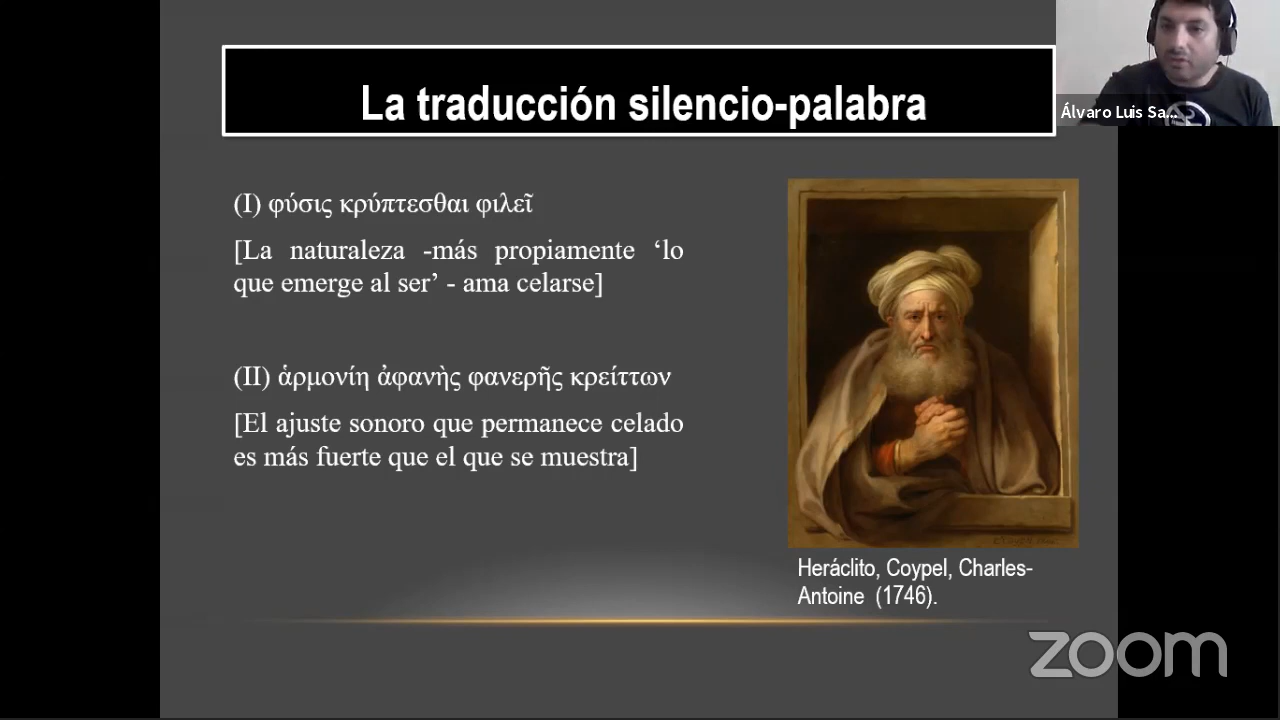 La traducción silencio-palabra
Álvaro Luis Sa...
(I) φύσις κρύπτεσθαι φιλεῖ
[La naturaleza -más propiamente ‘lo
que emerge al ser’ - ama celarse]
(II) ἁρμονίη ἀφανὴς φανερῆς κρείττων
[El ajuste sonoro que permanece celado
es más fuerte que el que se muestra]
Heráclito, Coypel, Charles-
Antoine (1746).
zoom